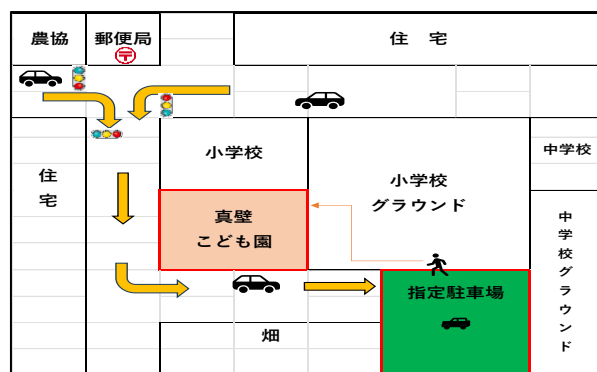 農協
郵便局
住 宅
小学校
住
宅
小学校
グラウンド
中学校
真壁
こども園
中
学
校
グ
ラ
ウ
ン
ド
指定駐車場
畑